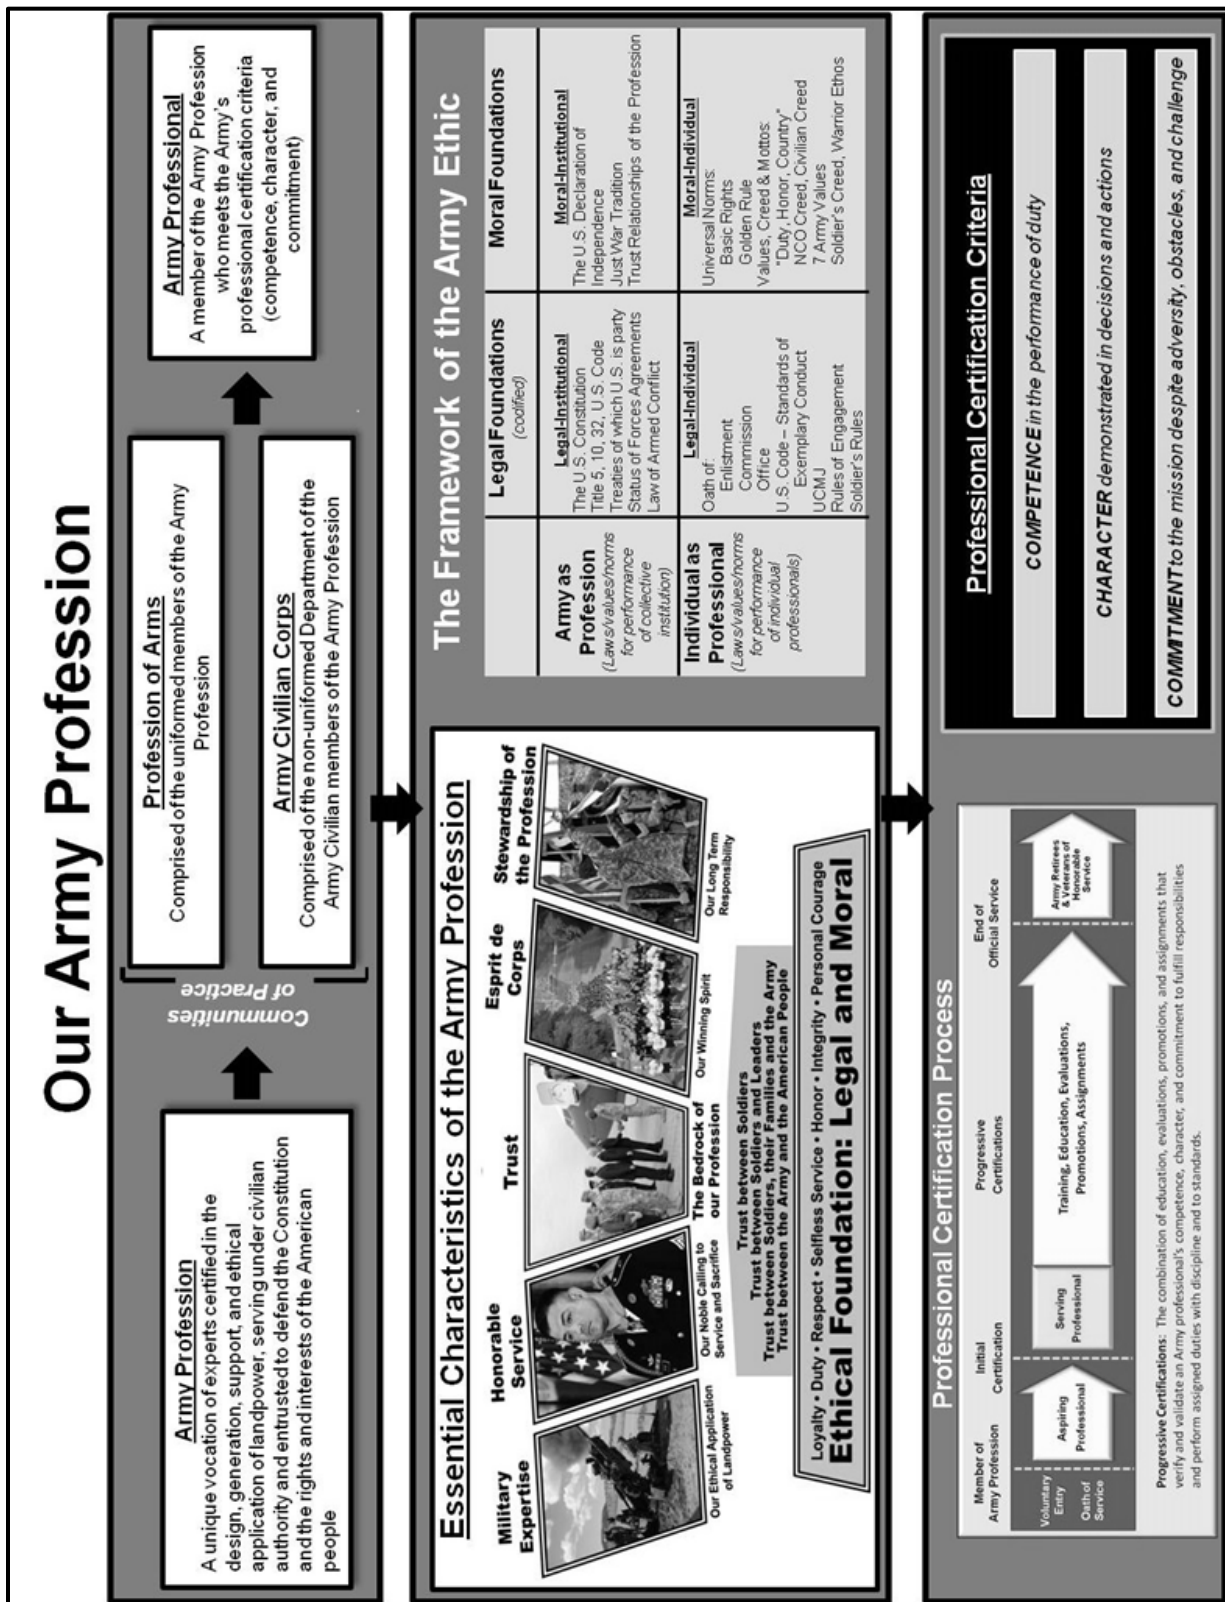 Our Army Profession
Army Profession
A unique vocation of experts certified in the
design, generation, support, and ethical
application of landpower, serving under civilian
authority and entrusted to defend the Constitution
and the rights and interests of the American
people
Communities
of Practice
Profession of Arms
Comprised of the uniformed members of the Army
Profession
Army Civilian Corps
Comprised of the non-uniformed Department of the
Army Civilian members of the Army Profession
Army Professional
A member of the Army Profession
who meets the Army's
professional certification criteria
(competence, character, and
commitment)
Essential Characteristics of the Army Profession
Military
Expertise
Our Ethical Application
of Landpower
Honorable
Service
Our Noble Calling to
Service and Sacrifice
Trust
The Bedrock of
our Profession
Esprit de
Corps
Our Winning Spirit
Stewardship of
the Profession
Our Long Term
Responsibility
Trust between Soldiers
Trust between Soldiers and Leaders
Trust between Soldiers, their Families and the Army
Trust between the Army and the American People
Loyalty • Duty • Respect • Selfless Service • Honor • Integrity • Personal Courage
Ethical Foundation: Legal and Moral
The Framework of the Army Ethic
Legal Foundations
(codified)
Moral Foundations
Army as
Profession
(Laws/values/norms
for performance
of collective
institution)
Legal-Institutional
The U.S. Constitution
Title 5, 10, 32, U.S. Code
Treaties of which U.S. is party
Status of Forces Agreements
Law of Armed Conflict
Moral-Institutional
The U.S. Declaration of
Independence
Just War Tradition
Trust Relationships of the Profession
Individual as
Professional
(Laws/values/norms
for performance
of individual
professionals)
Legal-Individual
Oath of:
Enlistment
Commission
Office
U.S. Code – Standards of
Exemplary Conduct
UCMJ
Rules of Engagement
Soldier's Rules
Moral-Individual
Universal Norms:
Basic Rights
Golden Rule
Values, Creed & Mottos:
"Duty, Honor, Country"
NCO Creed, Civilian Creed
7 Army Values
Soldier's Creed, Warrior Ethos
Professional Certification Process
Member of
Army Profession
Initial
Certification
Progressive
Certifications
End of
Official Service
Voluntary
Entry
Oath of
Service
Aspiring
Professional
Serving
Professional
Training, Education, Evaluations,
Promotions, Assignments
Army Retirees
& Veterans of
Honorable
Service
Progressive Certifications: The combination of education, evaluations, promotions, and assignments that
verify and validate an Army professional's competence, character, and commitment to fulfill responsibilities
and perform assigned duties with discipline and to standards.
Professional Certification Criteria
COMPETENCE in the performance of duty
CHARACTER demonstrated in decisions and actions
COMMITMENT to the mission despite adversity, obstacles, and challenge